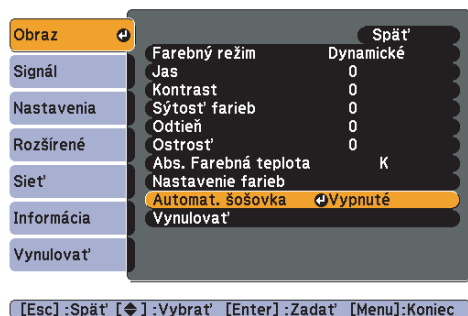 Obraz
Signál
Nastavenia
Rozšírené
Sieť
Informácia
Vynulovať
Späť
Farebný režim Dynamické
Jas 0
Kontrast 0
Sýtosť farieb 0
Odtieň 0
Ostrosť 0
Abs. Farebná teplota K
Nastavenie farieb
Automat. šošovka Vypnuté
Vynulovať
[Esc] :Späť [◆] :Vybrať [Enter] :Zadať [Menu]:Koniec